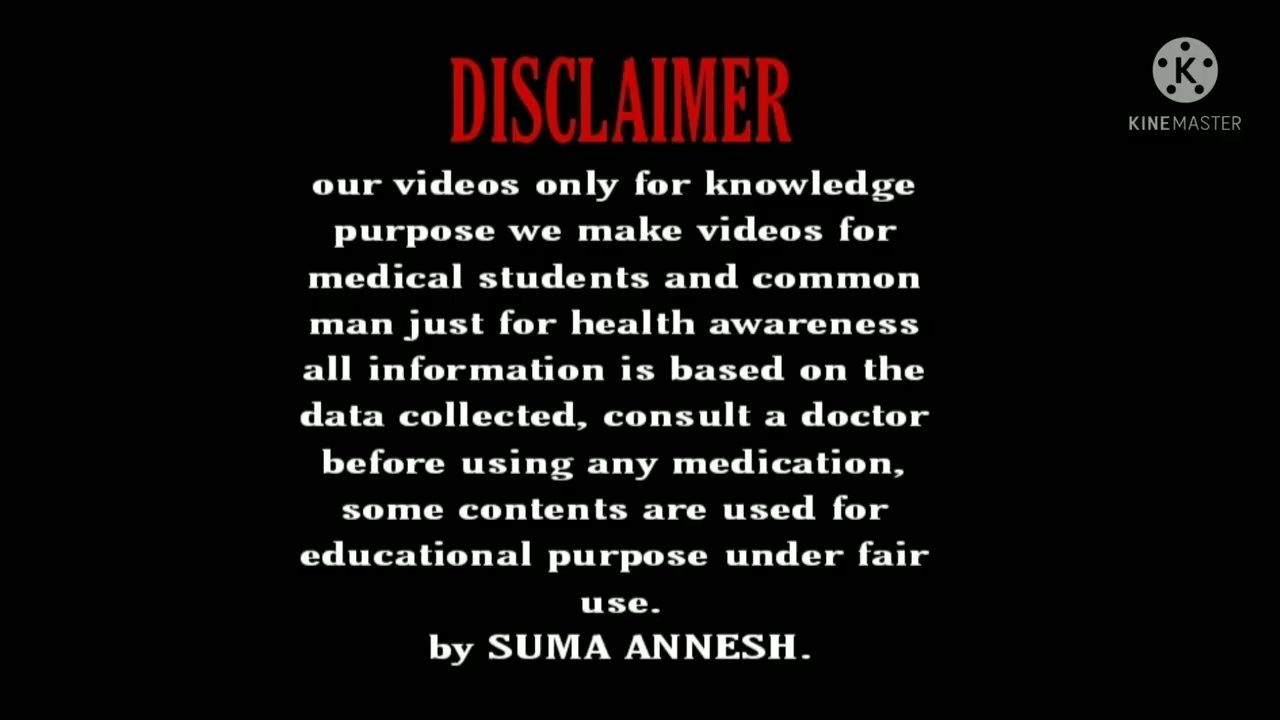 DISCLAIMER
K
KINEMASTER
our videos only for knowledge
purpose we make videos for
medical students and common
man just for health awareness
all information is based on the
data collected, consult a doctor
before using any medication,
some contents are used for
educational purpose under fair
use.
by SUMA ANNESH.